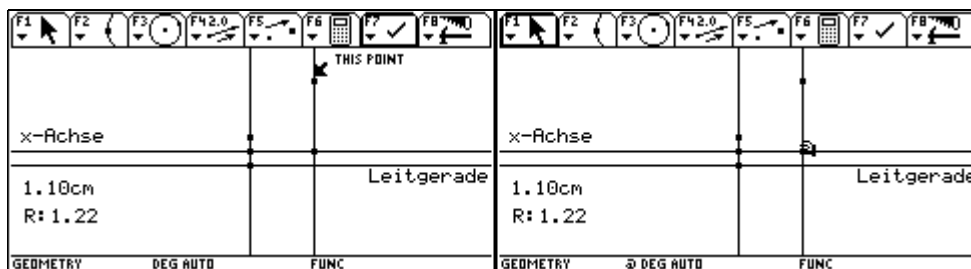 F1 F2 F3 F4 2.0 F5 F6 F7 F8
THIS POINT
x-Achse
Leitgerade
1.10cm
R: 1.22
GEOMETRY DEG AUTO FUNC
F1 F2 F3 F4 2.0 F5 F6 F7 F8
x-Achse
Leitgerade
1.10cm
R: 1.22
GEOMETRY DEG AUTO FUNC